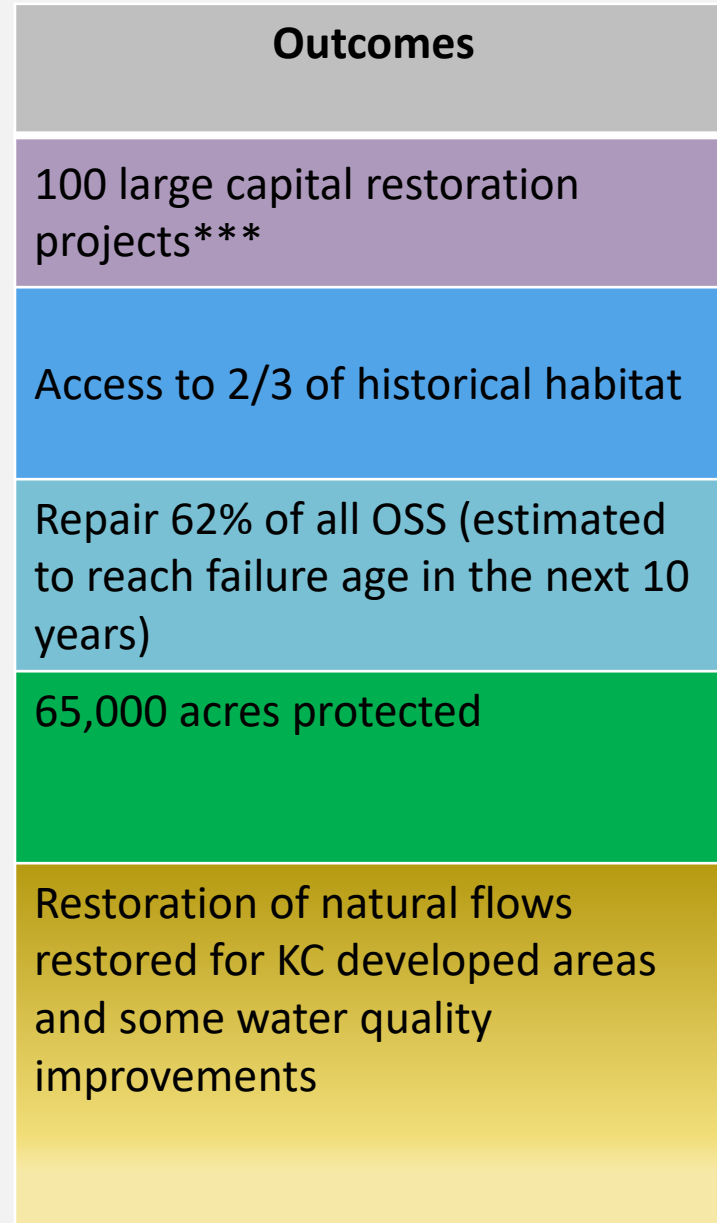 Outcomes
100 large capital restoration
projects***
Access to 2/3 of historical habitat
Repair 62% of all OSS (estimated
to reach failure age in the next 10
years)
65,000 acres protected
Restoration of natural flows
restored for KC developed areas
and some water quality
improvements